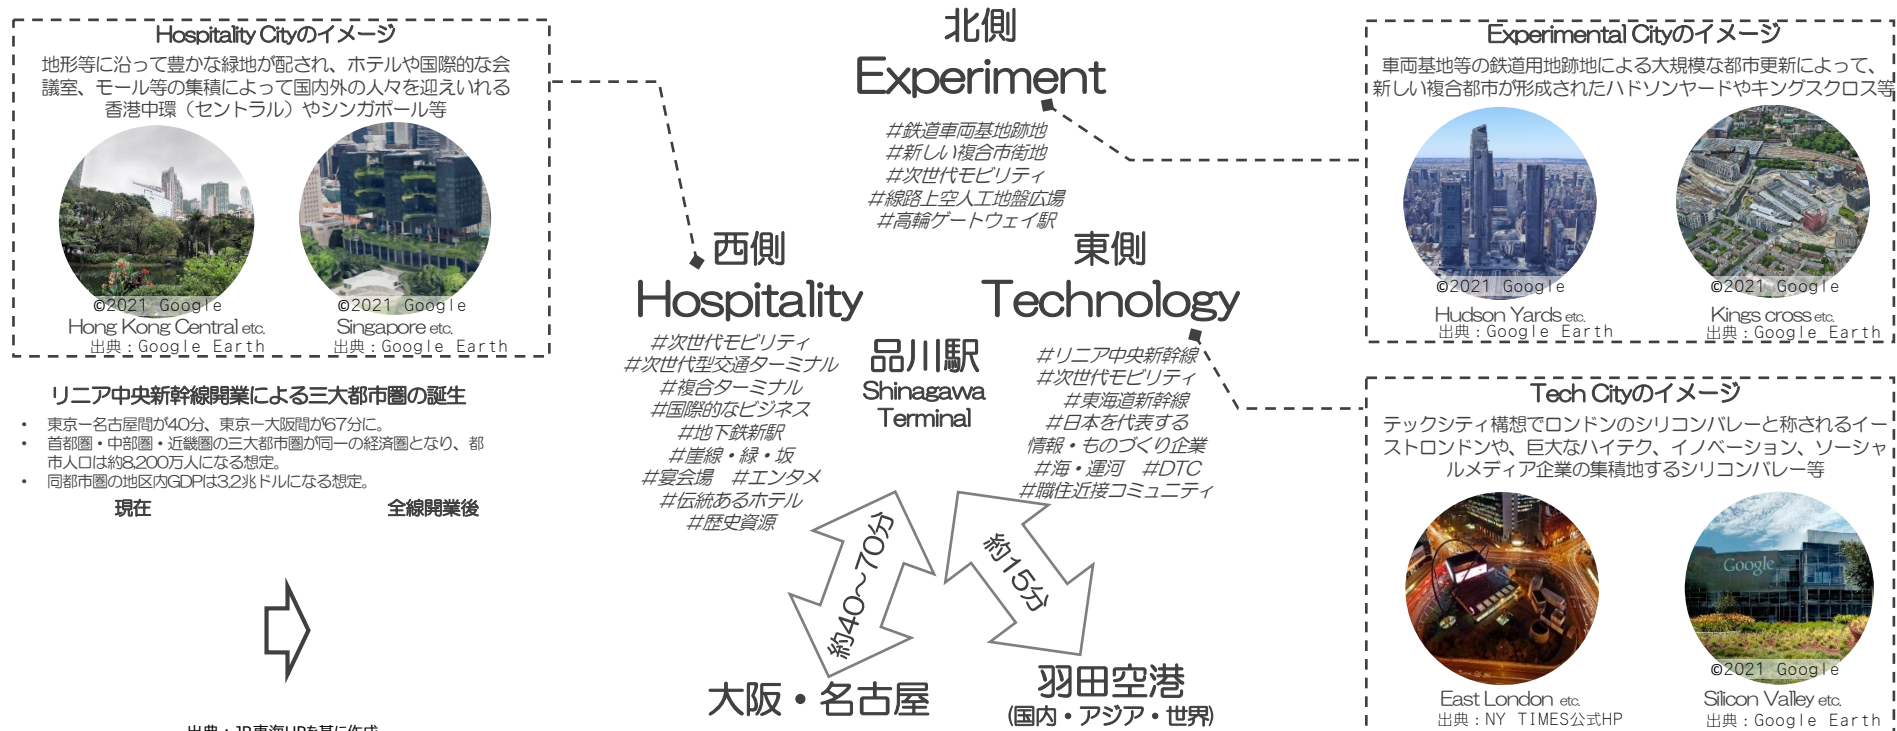 Hospitality Cityのイメージ
地形等に沿って豊かな緑地が配され、ホテルや国際的な会
議室、モール等の集積によって国内外の人々を迎えいれる
香港中環（セントラル）やシンガポール等
©2021 Google
Hong Kong Central etc.
出典：Google Earth
©2021 Google
Singapore etc.
出典：Google Earth
リニア中央新幹線開業による三大都市圏の誕生
• 東京ー名古屋間が40分、東京ー大阪間が67分に。
• 首都圏・中部圏・近畿圏の三大都市圏が同一の経済圏となり、都
市人口は約8,200万人になる想定。
• 同都市圏の地区内GDPは3.2兆ドルになる想定。
現在
全線開業後
出典：JR東海HPを基に作成
北側
Experiment
#鉄道車両基地跡地
#新しい複合市街地
#次世代モビリティ
#線路上空人工地盤広場
#高輪ゲートウェイ駅
西側
Hospitality
#次世代モビリティ
#次世代型交通ターミナル
#複合ターミナル
#国際的なビジネス
#地下鉄新駅
#崖線・緑・坂
#宴会場 #エンタメ
#伝統あるホテル
#歴史資源
品川駅
Shinagawa
Terminal
東側
Technology
#リニア中央新幹線
#次世代モビリティ
#東海道新幹線
#日本を代表する
情報・ものづくり企業
#海・運河 #DTC
#職住近接コミュニティ
約40～70分
約15分
大阪・名古屋
羽田空港
(国内・アジア・世界)
Experimental Cityのイメージ
車両基地等の鉄道用地跡地による大規模な都市更新によって、
新しい複合都市が形成されたハドソンヤードやキングスクロス等
©2021 Google
Hudson Yards etc.
出典：Google Earth
©2021 Google
Kings cross etc.
出典：Google Earth
Tech Cityのイメージ
テックシティ構想でロンドンのシリコンバレーと称されるイー
ストロンドンや、巨大なハイテク、イノベーション、ソーシャ
ルメディア企業の集積地するシリコンバレー等
East London etc.
出典：NY TIMES公式HP
Google
©2021 Google
Silicon Valley etc.
出典：Google Earth